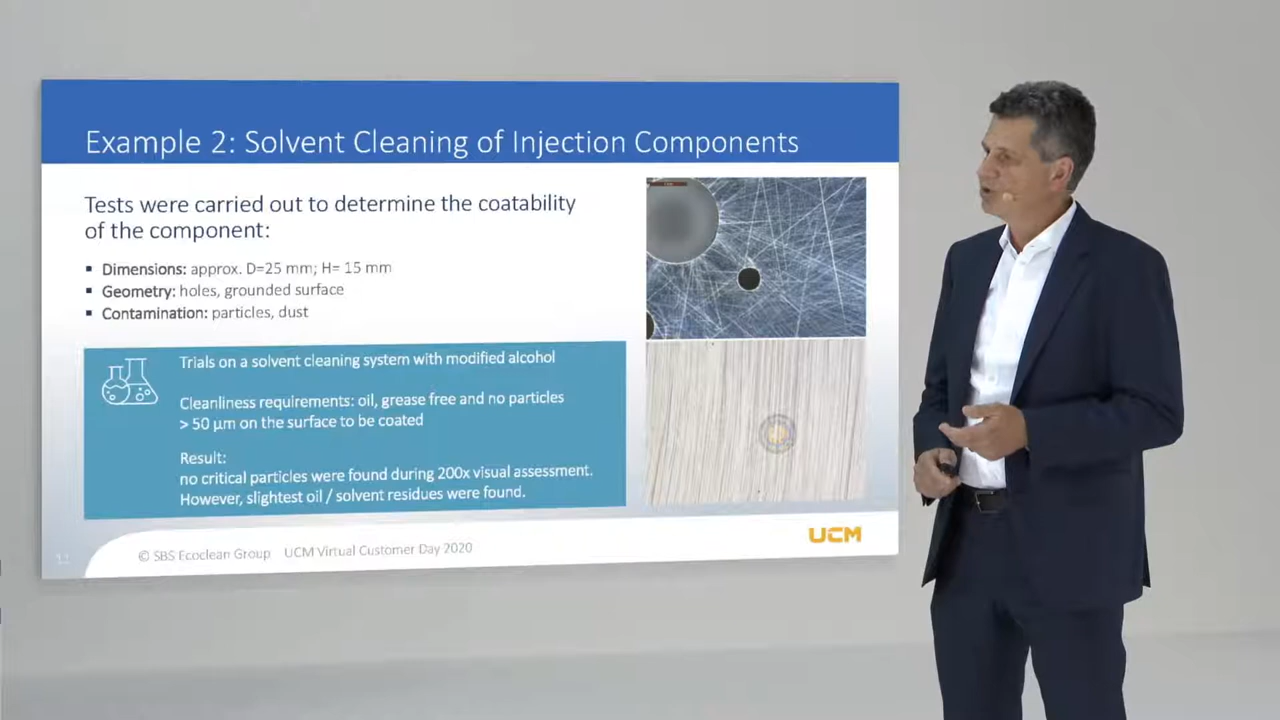 Example 2: Solvent Cleaning of Injection Components
Tests were carried out to determine the coatability
of the component:
▪ Dimensions: approx. D=25 mm; H= 15 mm
▪ Geometry: holes, grounded surface
▪ Contamination: particles, dust
Trials on a solvent cleaning system with modified alcohol
Cleanliness requirements: oil, grease free and no particles
> 50 µm on the surface to be coated
Result:
no critical particles were found during 200x visual assessment.
However, slightest oil / solvent residues were found.
© SBS Ecoclean Group UCM Virtual Customer Day 2020
UCM